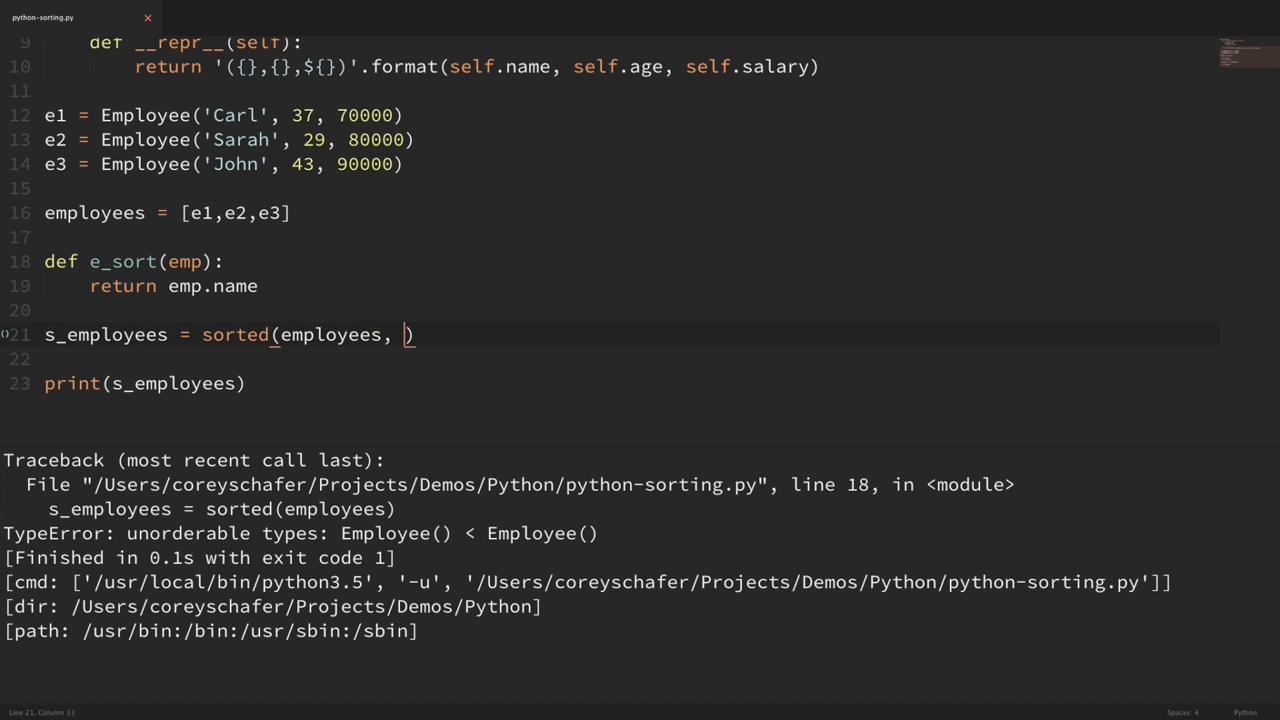 python-sorting.py ×
9 def __repr__(self):
10 return '({},{},${})'.format(self.name, self.age, self.salary)
11
12 e1 = Employee('Carl', 37, 70000)
13 e2 = Employee('Sarah', 29, 80000)
14 e3 = Employee('John', 43, 90000)
15
16 employees = [e1,e2,e3]
17
18 def e_sort(emp):
19 return emp.name
20
()21 s_employees = sorted(employees, )
22
23 print(s_employees)
Traceback (most recent call last):
File "/Users/coreyschafer/Projects/Demos/Python/python-sorting.py", line 18, in <module>
s_employees = sorted(employees)
TypeError: unorderable types: Employee() < Employee()
[Finished in 0.1s with exit code 1]
[cmd: ['/usr/local/bin/python3.5', '-u', '/Users/coreyschafer/Projects/Demos/Python/python-sorting.py']]
[dir: /Users/coreyschafer/Projects/Demos/Python]
[path: /usr/bin:/bin:/usr/sbin:/sbin]
Line 21, Column 33 Spaces: 4 Python